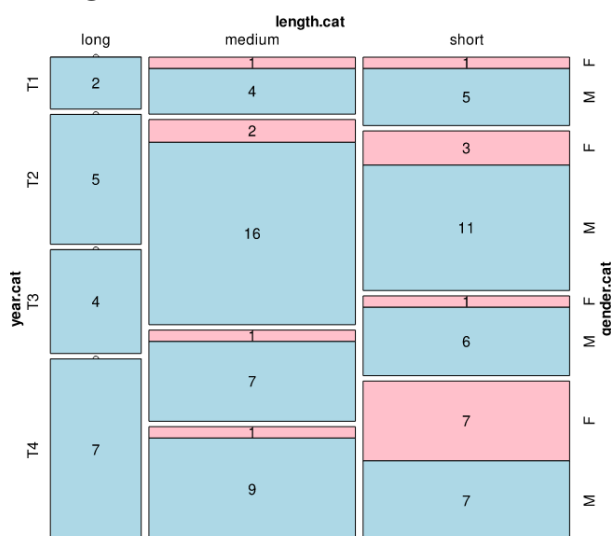 length.cat
long medium short
T1 2 1 1 F
4 5 M
T2 5 2 3 F
16 11 M
year.cat gender.cat
T3 4 1 1 F
7 6 M
T4 7 1 7 F
9 7 M